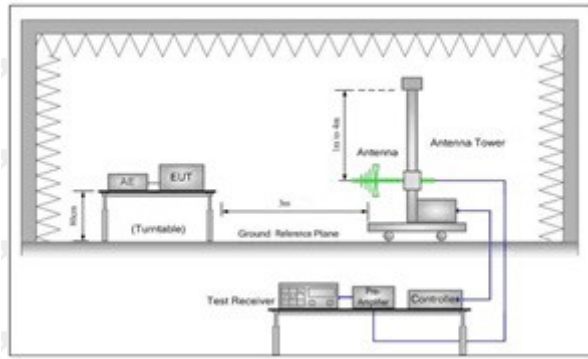 1m to 4m
Antenna Tower
Antenna
AE
EUT
80cm
3m
(Turntable)
Ground Reference Plane
Test Receiver
Pre-
Amplifier
Controller